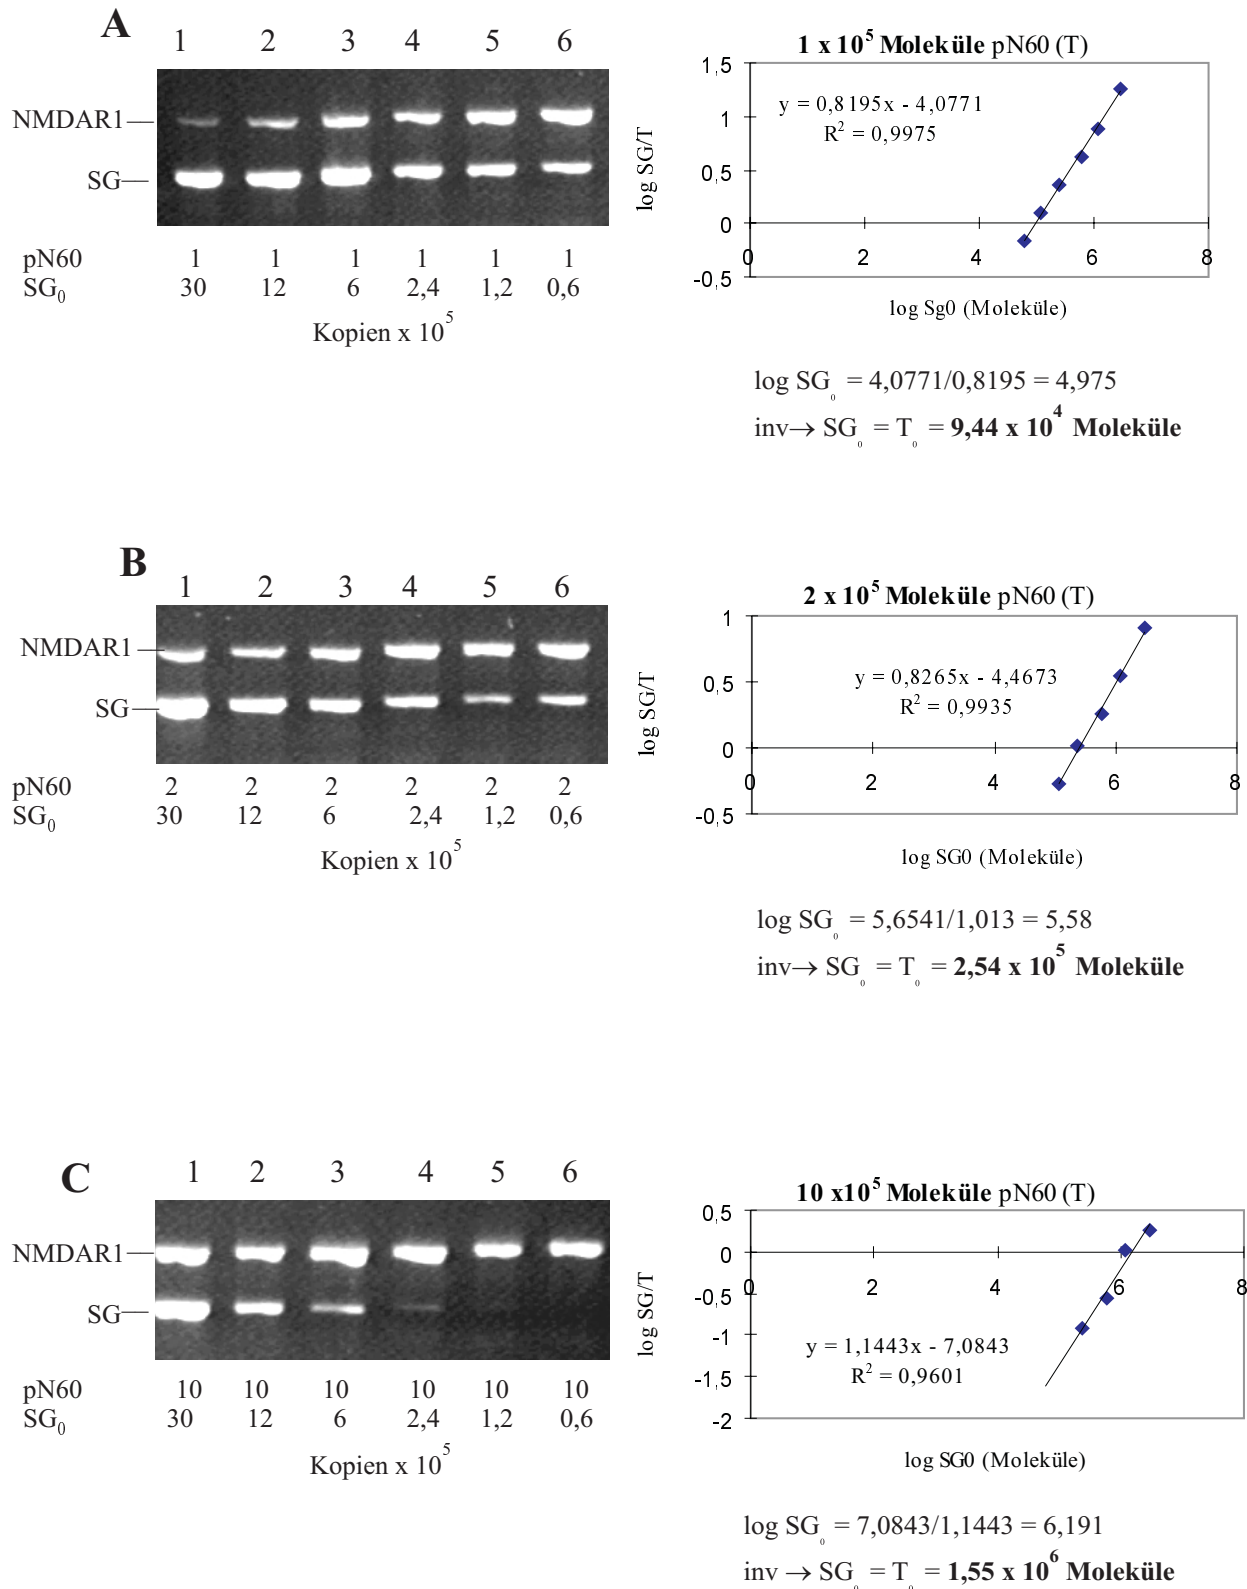 A
1 2 3 4 5 6
NMDAR1
SG
pN60 1 1 1 1 1 1
SG0 30 12 6 2,4 1,2 0,6
Kopien x 10^5
1 x 10^5 Moleküle pN60 (T)
log SG/T
1,5
1
0,5
0
-0,5
y = 0,8195x - 4,0771
R^2 = 0,9975
0 2 4 6 8
log Sg0 (Moleküle)
log SG0 = 4,0771/0,8195 = 4,975
inv→ SG0 = T0 = 9,44 x 10^4 Moleküle
B
1 2 3 4 5 6
NMDAR1
SG
pN60 2 2 2 2 2 2
SG0 30 12 6 2,4 1,2 0,6
Kopien x 10^5
2 x 10^5 Moleküle pN60 (T)
log SG/T
1
0,5
0
-0,5
y = 0,8265x - 4,4673
R^2 = 0,9935
0 2 4 6 8
log SG0 (Moleküle)
log SG0 = 5,6541/1,013 = 5,58
inv→ SG0 = T0 = 2,54 x 10^5 Moleküle
C
1 2 3 4 5 6
NMDAR1
SG
pN60 10 10 10 10 10 10
SG0 30 12 6 2,4 1,2 0,6
Kopien x 10^5
10 x10^5 Moleküle pN60 (T)
log SG/T
0,5
0
-0,5
-1
-1,5
-2
0 2 4 6 8
y = 1,1443x - 7,0843
R^2 = 0,9601
log SG0 (Moleküle)
log SG0 = 7,0843/1,1443 = 6,191
inv → SG0 = T0 = 1,55 x 10^6 Moleküle